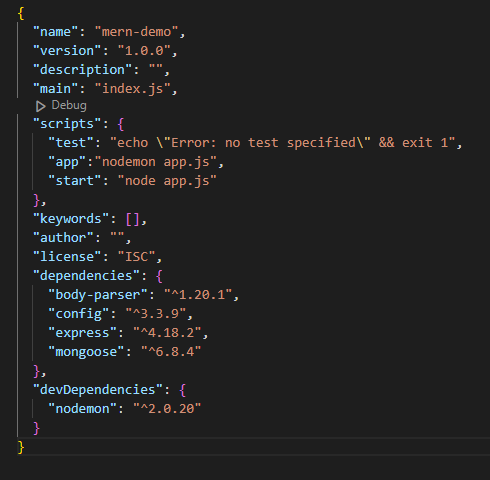 {
"name": "mern-demo",
"version": "1.0.0",
"description": "",
"main": "index.js",
Debug
"scripts": {
"test": "echo \"Error: no test specified\" && exit 1",
"app":"nodemon app.js",
"start": "node app.js"
},
"keywords": [],
"author": "",
"license": "ISC",
"dependencies": {
"body-parser": "^1.20.1",
"config": "^3.3.9",
"express": "^4.18.2",
"mongoose": "^6.8.4"
},
"devDependencies": {
"nodemon": "^2.0.20"
}
}